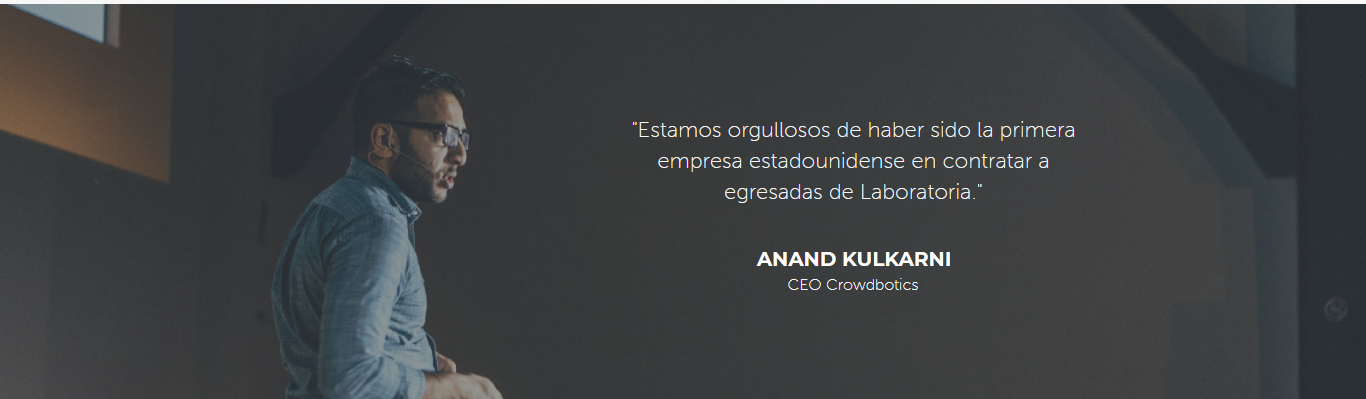 "Estamos orgullosos de haber sido la primera
empresa estadounidense en contratar a
egresadas de Laboratoria."
ANAND KULKARNI
CEO Crowdbotics